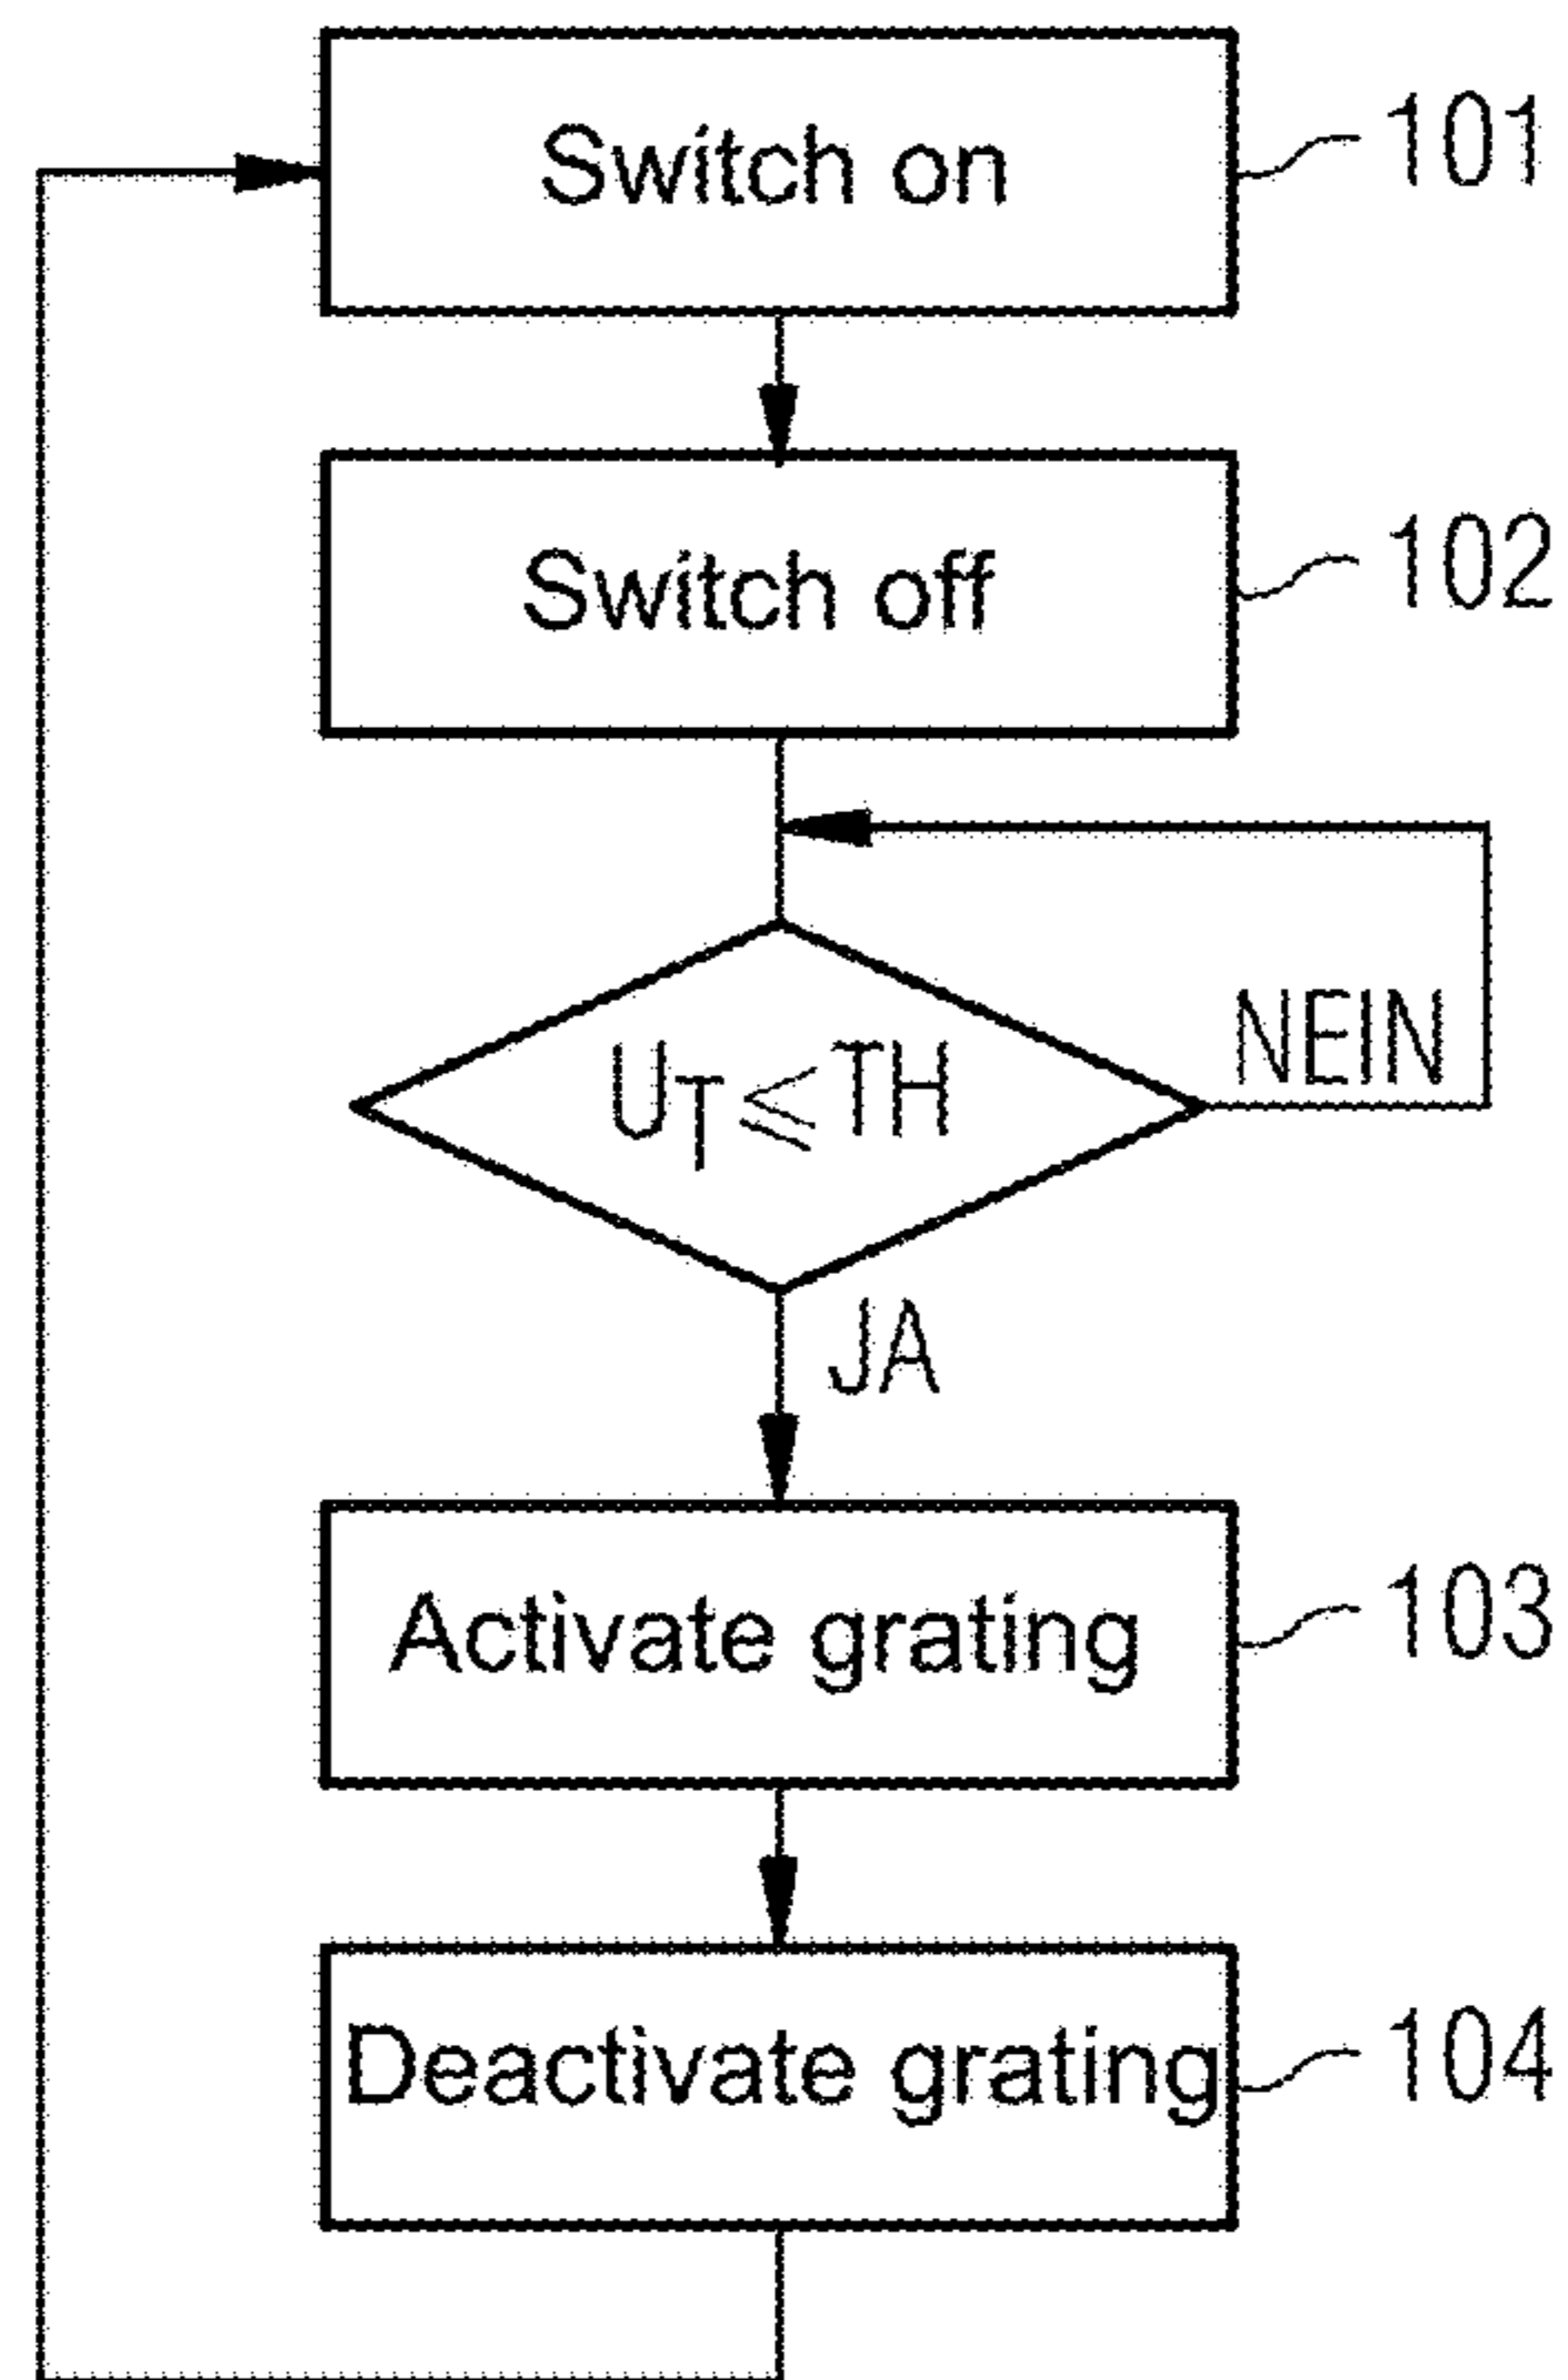 Switch on
101
Switch off
102
U_T ≤ TH
NEIN
JA
Activate grating
103
Deactivate grating
104